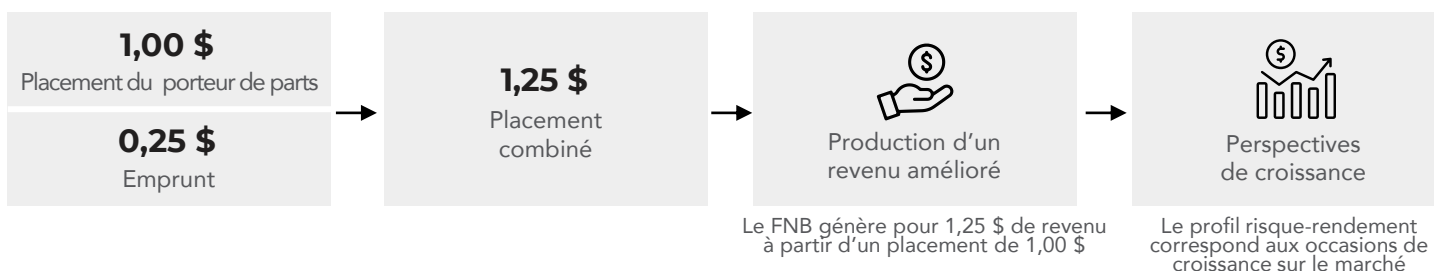 1,00 $
Placement du porteur de parts
0,25 $
Emprunt
1,25 $
Placement
combiné
$
Production d’un
revenu amélioré
Le FNB génère pour 1,25 $ de revenu
à partir d’un placement de 1,00 $
$
Perspectives
de croissance
Le profil risque-rendement
correspond aux occasions de
croissance sur le marché